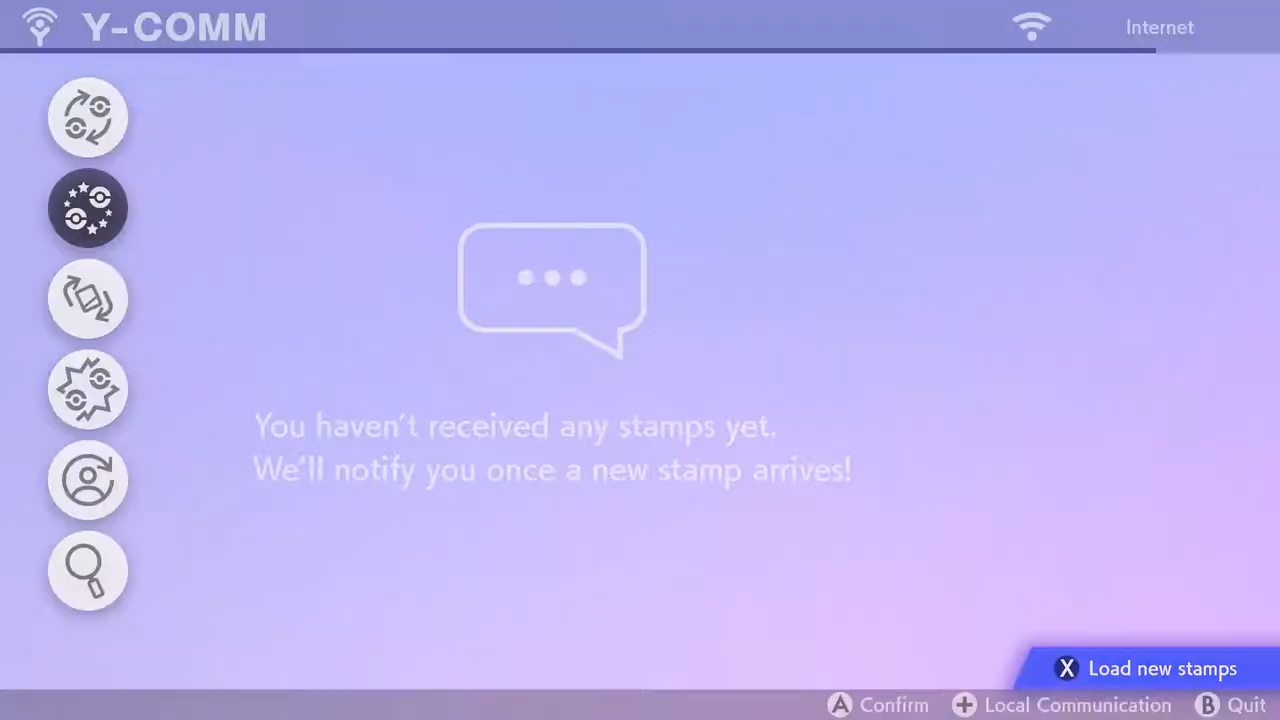 Y-COMM
Internet
You haven't received any stamps yet.
We'll notify you once a new stamp arrives!
X Load new stamps
A Confirm + Local Communication B Quit